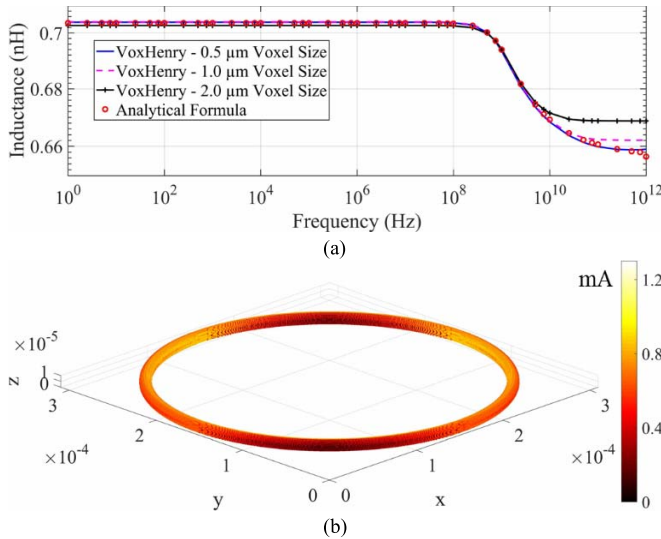 0.7
0.68
0.66
Inductance (nH)
VoxHenry - 0.5 µm Voxel Size
VoxHenry - 1.0 µm Voxel Size
VoxHenry - 2.0 µm Voxel Size
Analytical Formula
10^0 10^2 10^4 10^6 10^8 10^10 10^12
Frequency (Hz)
(a)
mA
1.2
0.8
0.4
0
×10^-5
z
1
0
3
2
1
0
×10^-4
y
0
1
2
3
×10^-4
x
(b)